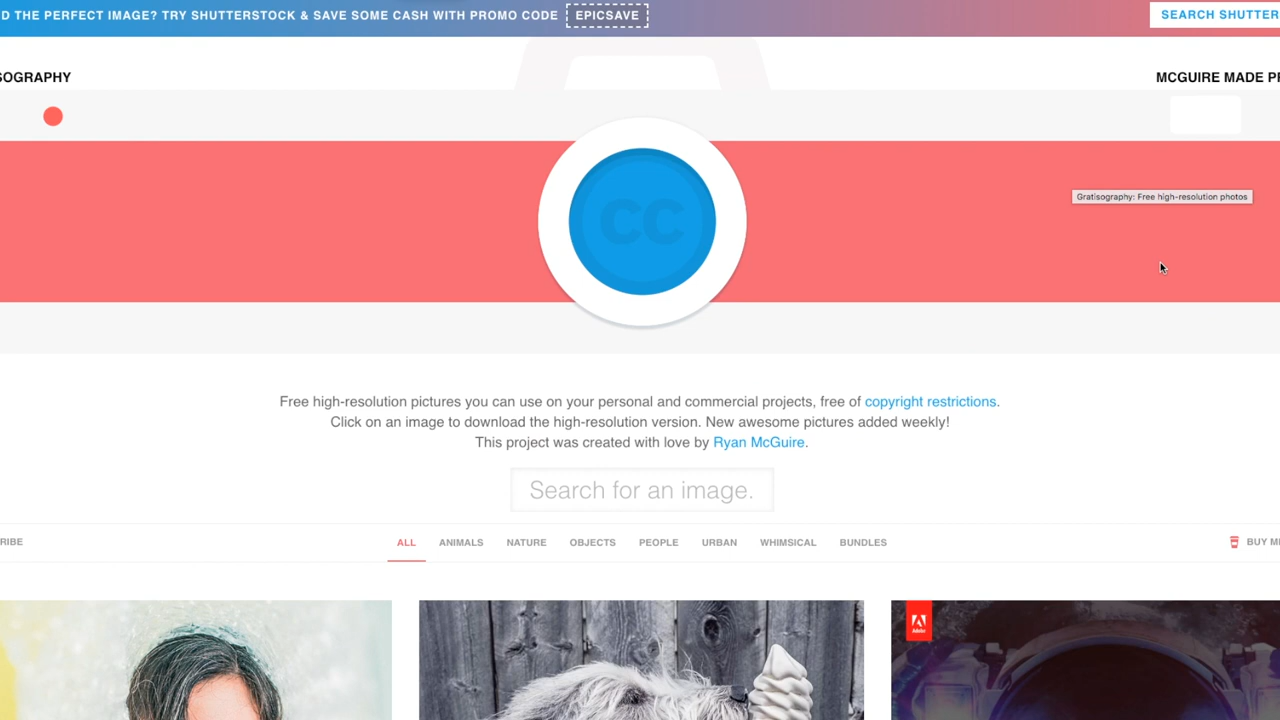 D THE PERFECT IMAGE? TRY SHUTTERSTOCK & SAVE SOME CASH WITH PROMO CODE EPICSAVE SEARCH SHUTTER
SOGRAPHY MCGUIRE MADE PR
Gratisography: Free high-resolution photos
CC
Free high-resolution pictures you can use on your personal and commercial projects, free of copyright restrictions.
Click on an image to download the high-resolution version. New awesome pictures added weekly!
This project was created with love by Ryan McGuire.
Search for an image.
RIBE ALL ANIMALS NATURE OBJECTS PEOPLE URBAN WHIMSICAL BUNDLES BUY ME
Adobe